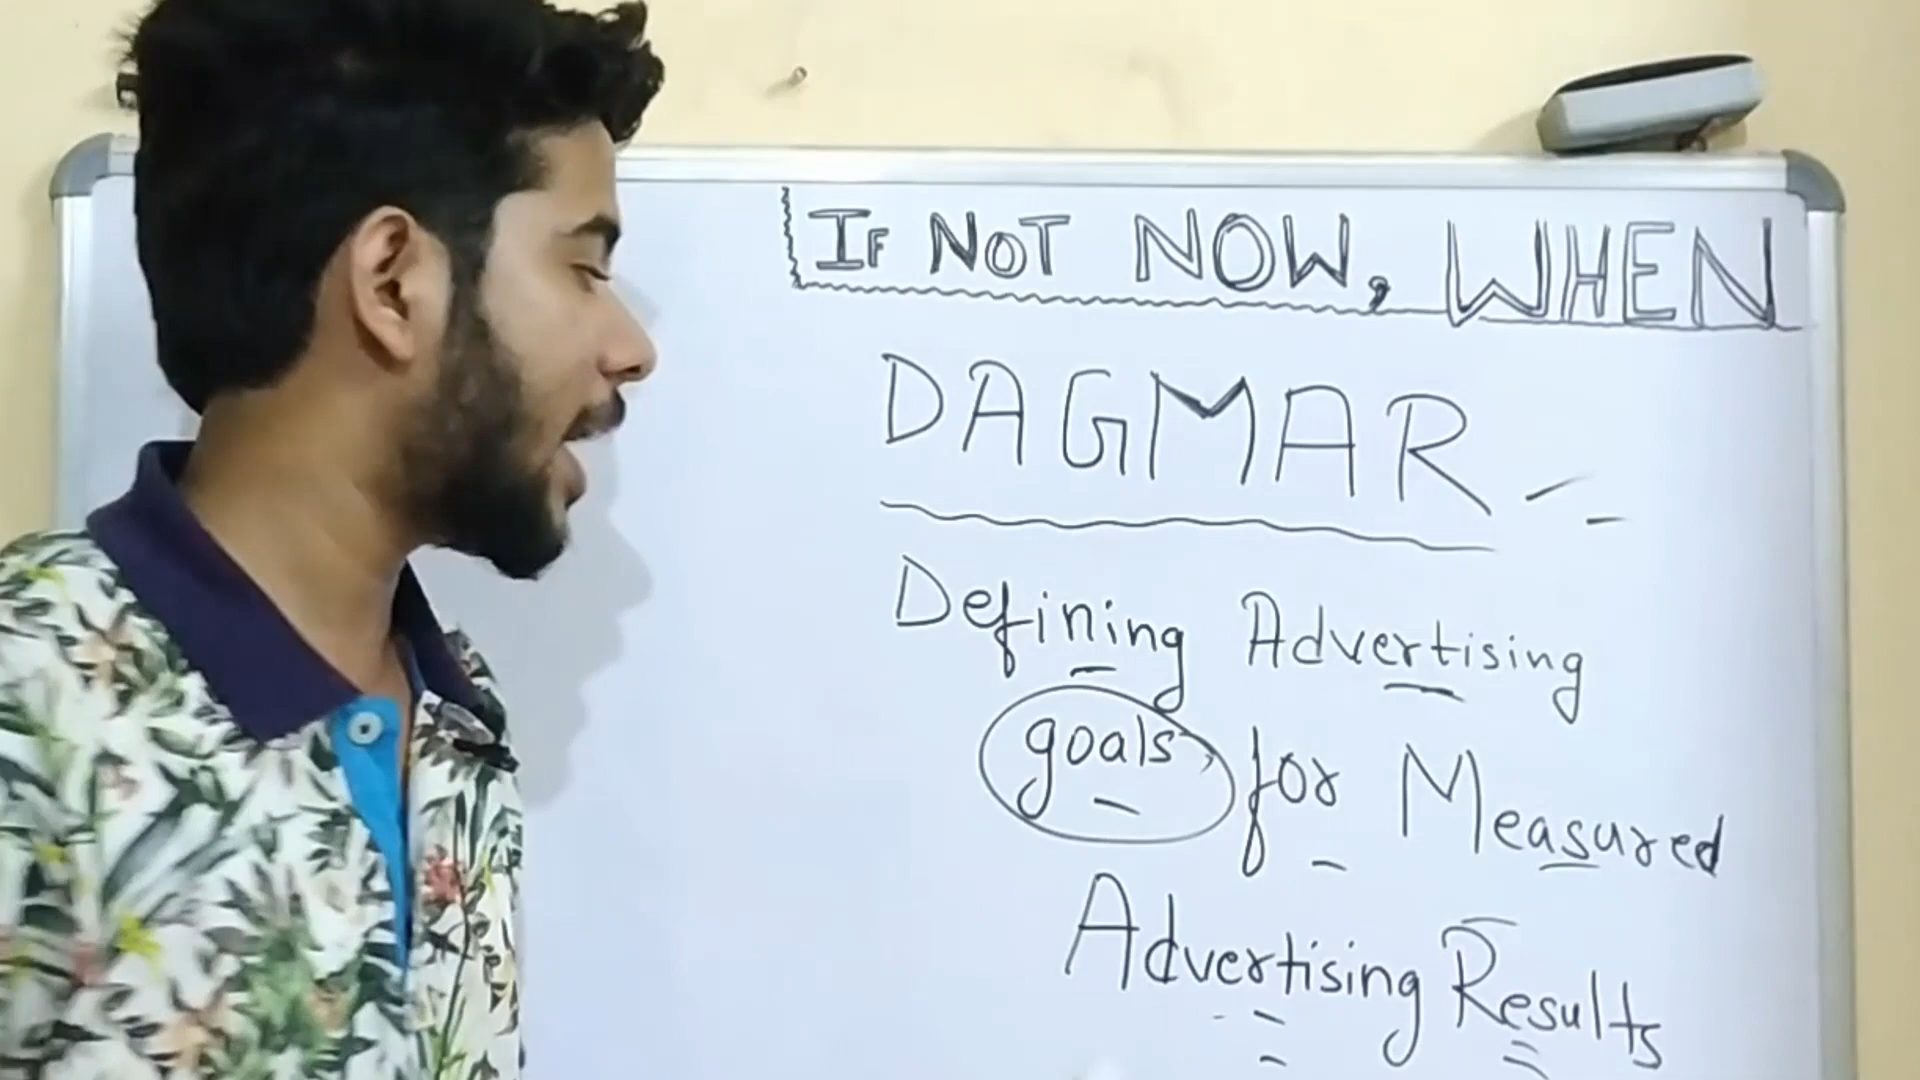 IF NOT NOW, WHEN
DAGMAR
Defining Advertising
goals for Measured
Advertising Results